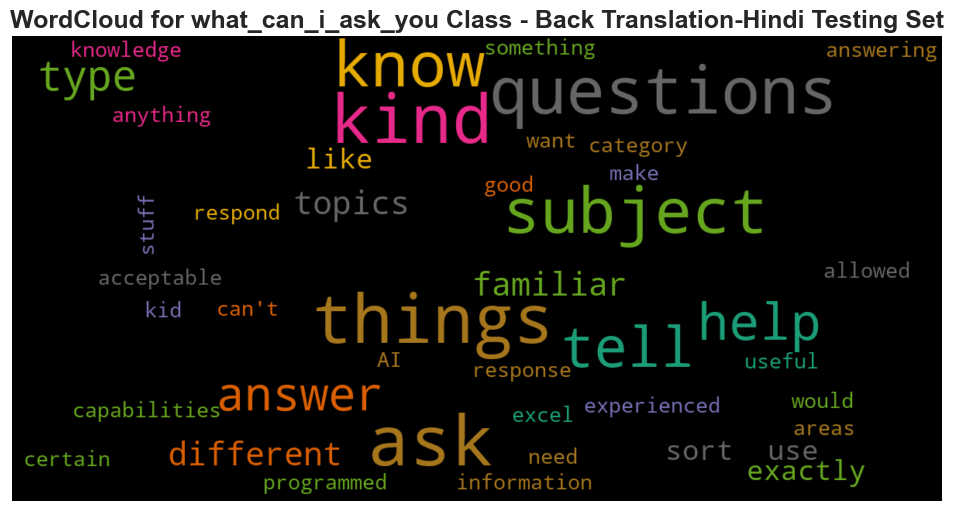 WordCloud for what_can_i_ask_you Class - Back Translation-Hindi Testing Set
knowledge know something answering
type kind questions
anything want category
like good make
stuff respond topics subject
acceptable familiar allowed
kid can't things tell help
AI response useful
capabilities answer excel experienced would
certain different ask need sort use areas
programmed information exactly